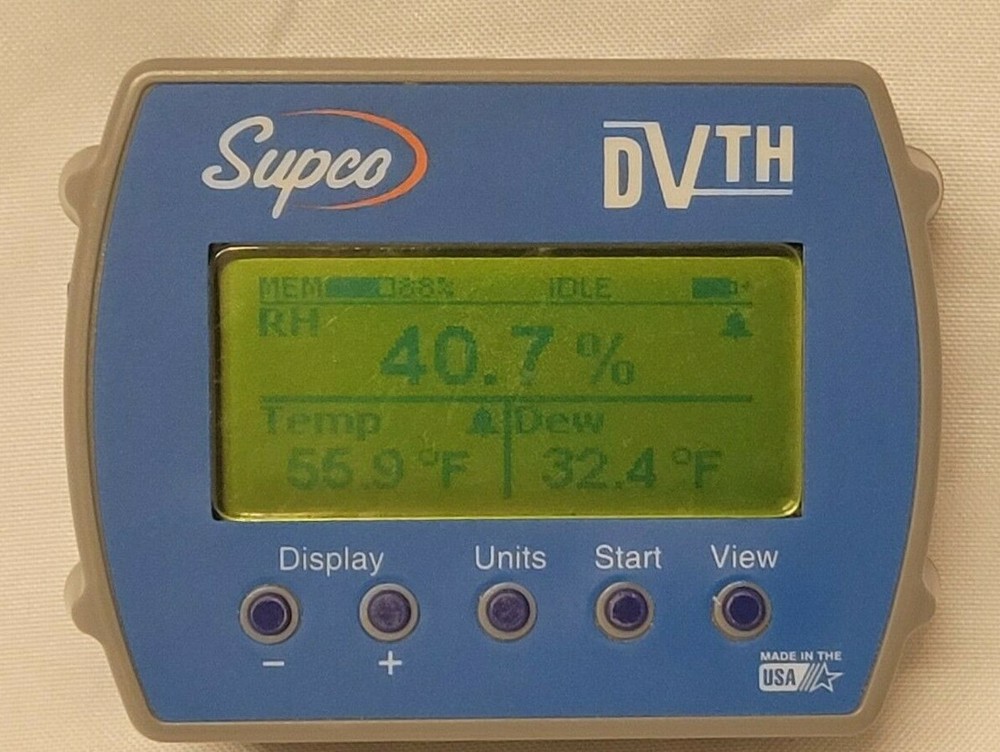 Supco
DVTH
MEM 88% IDLE
RH
40.7 %
Temp Dew
55.9 °F 32.4 °F
Display Units Start View
- +
MADE IN THE
USA